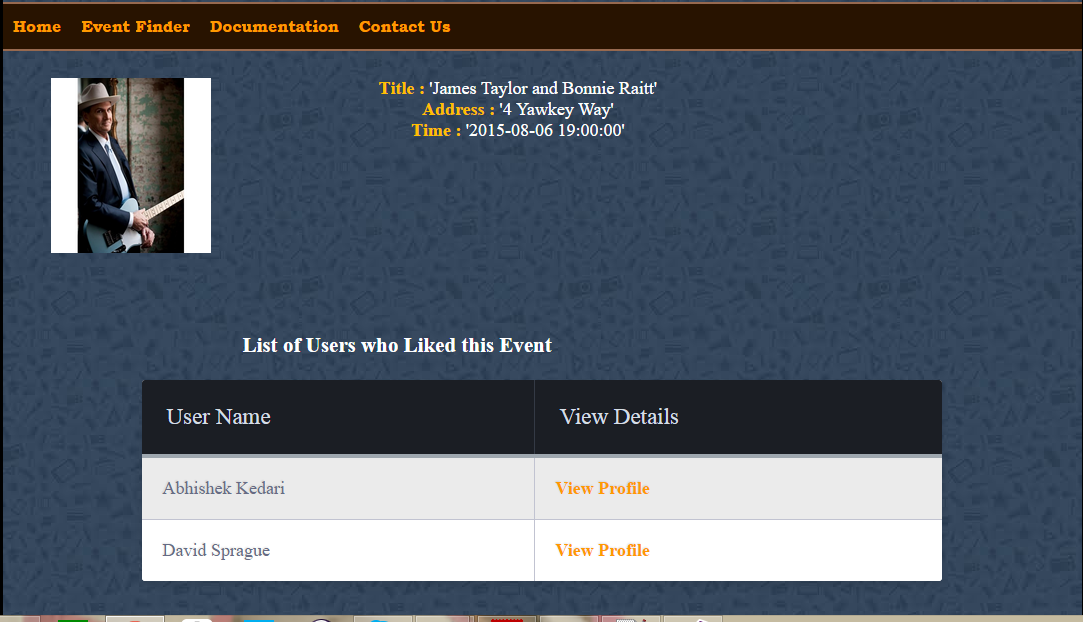 Home Event Finder Documentation Contact Us
Title : 'James Taylor and Bonnie Raitt'
Address : '4 Yawkey Way'
Time : '2015-08-06 19:00:00'
List of Users who Liked this Event
User Name View Details
Abhishek Kedari View Profile
David Sprague View Profile